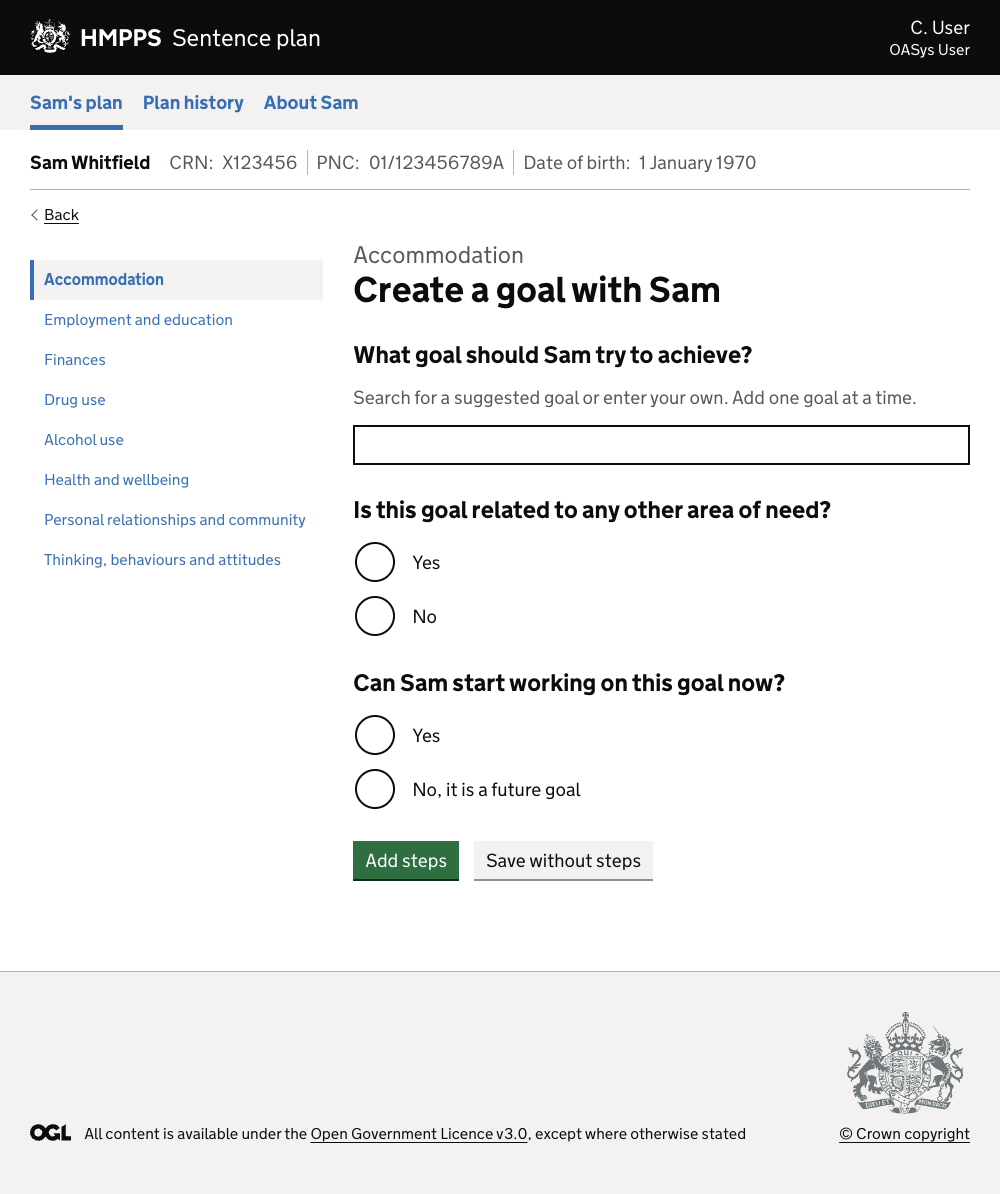 HMPPS Sentence plan
C. User
OASys User
Sam's plan Plan history About Sam
Sam Whitfield CRN: X123456 PNC: 01/123456789A Date of birth: 1 January 1970
Back
Accommodation
Employment and education
Finances
Drug use
Alcohol use
Health and wellbeing
Personal relationships and community
Thinking, behaviours and attitudes
Accommodation
Create a goal with Sam
What goal should Sam try to achieve?
Search for a suggested goal or enter your own. Add one goal at a time.
Is this goal related to any other area of need?
Yes
No
Can Sam start working on this goal now?
Yes
No, it is a future goal
Add steps Save without steps
OGL All content is available under the Open Government Licence v3.0, except where otherwise stated
© Crown copyright